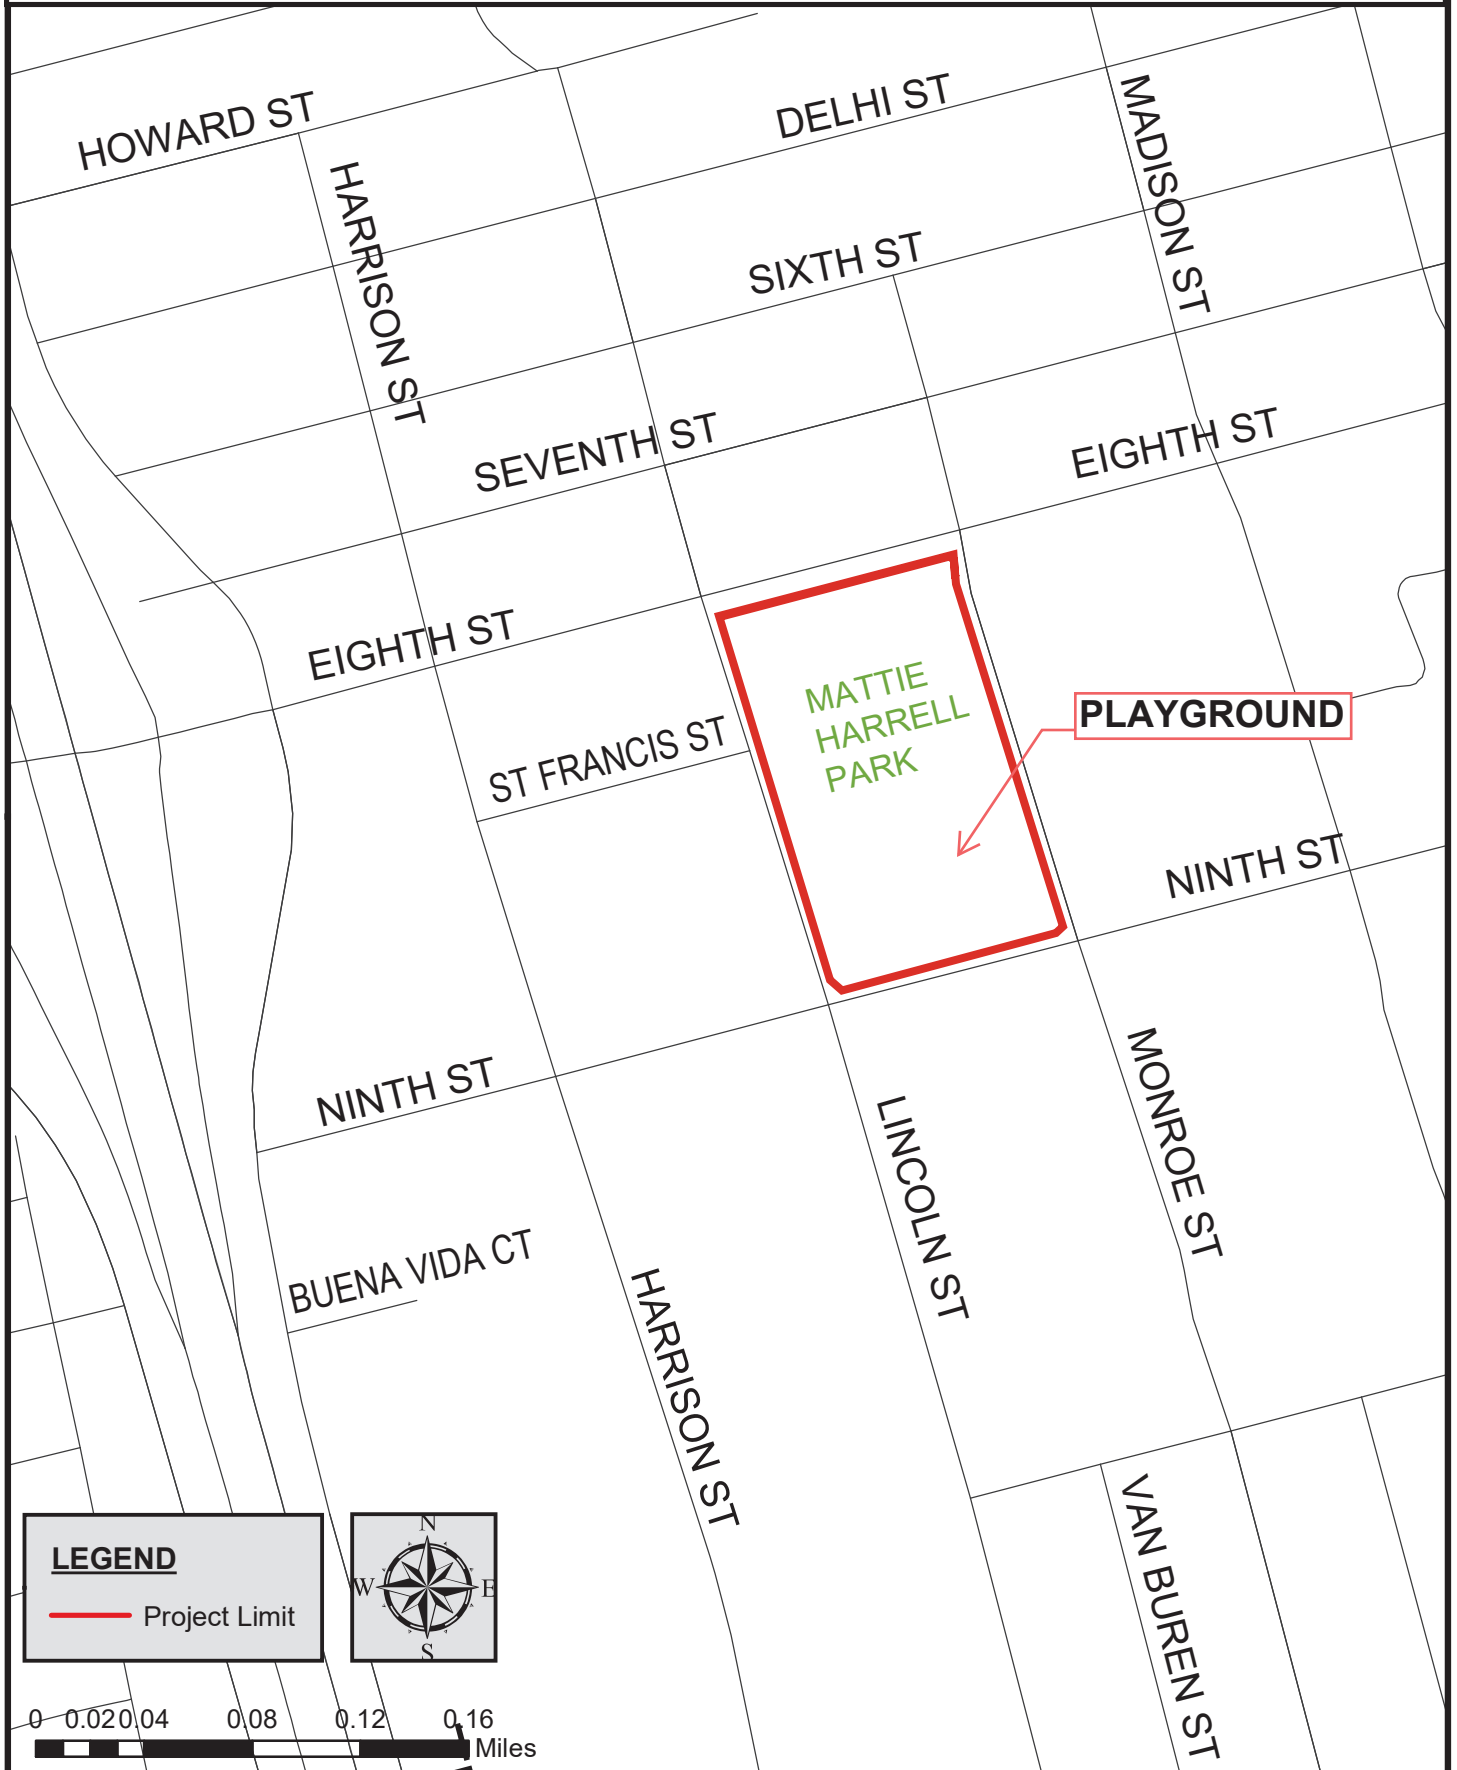 HOWARD ST
DELHI ST
MADISON ST
HARRISON ST
SIXTH ST
SEVENTH ST
EIGHTH ST
EIGHTH ST
MATTIE
HARRELL
PARK
PLAYGROUND
ST FRANCIS ST
NINTH ST
NINTH ST
MONROE ST
LINCOLN ST
BUENA VIDA CT
HARRISON ST
VAN BUREN ST
LEGEND
Project Limit
N
W E
S
0 0.02 0.04 0.08 0.12 0.16
Miles